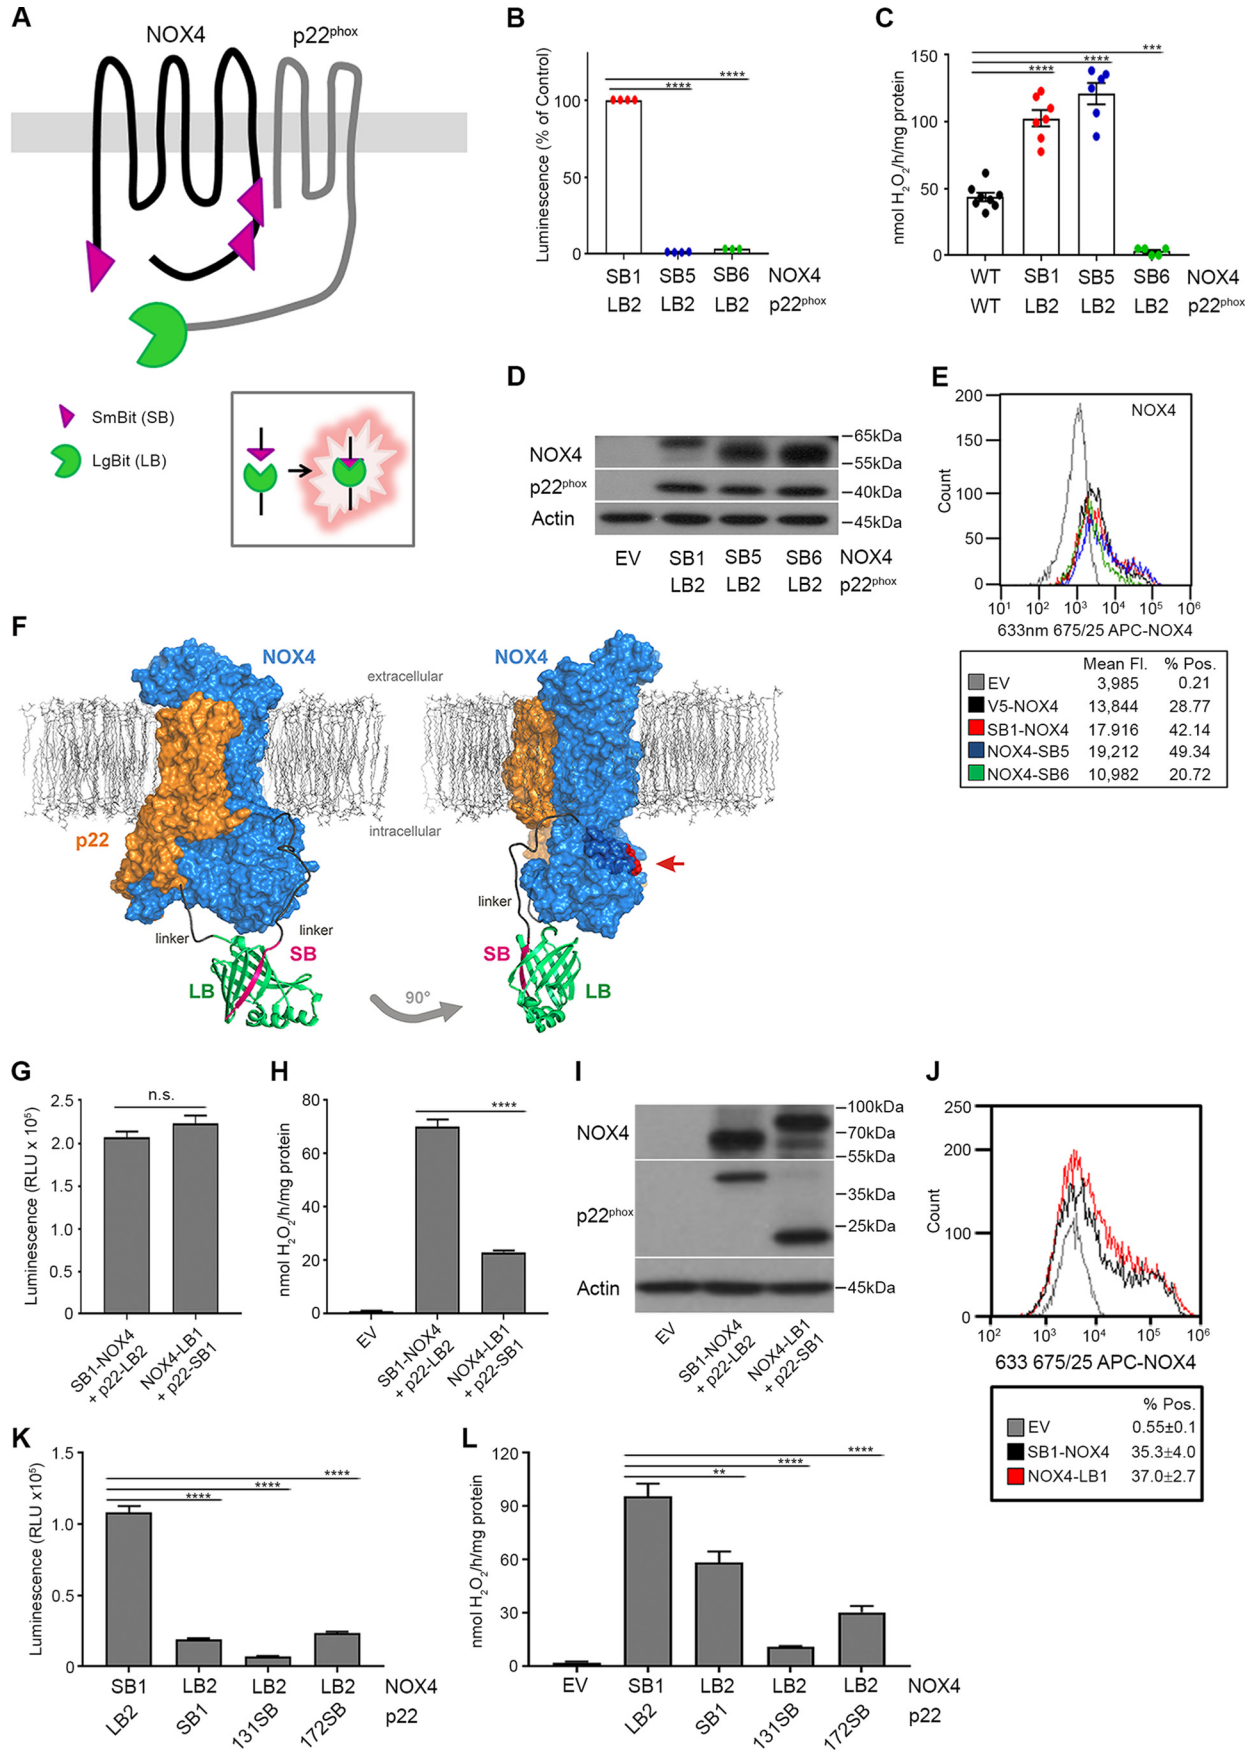 A
NOX4
p22phox
SmBit (SB)
LgBit (LB)
B
Luminescence (% of Control)
100
50
0
****
****
SB1 SB5 SB6 NOX4
LB2 LB2 LB2 p22phox
C
nmol H2O2/h/mg protein
150
100
50
0
***
****
****
WT SB1 SB5 SB6 NOX4
WT LB2 LB2 LB2 p22phox
D
NOX4
p22phox
Actin
–65kDa
–55kDa
–40kDa
–45kDa
EV SB1 SB5 SB6 NOX4
LB2 LB2 LB2 p22phox
E
NOX4
Count
200
150
100
50
0
10¹ 10² 10³ 10⁴ 10⁵ 10⁶
633nm 675/25 APC-NOX4
Mean Fl. % Pos.
EV 3,985 0.21
V5-NOX4 13,844 28.77
SB1-NOX4 17.916 42.14
NOX4-SB5 19,212 49.34
NOX4-SB6 10,982 20.72
F
NOX4
extracellular
NOX4
p22
intracellular
linker
linker
linker
SB
LB
90°
SB
LB
G
Luminescence (RLU x 10⁵)
2.5
2.0
1.5
1.0
0.5
0
n.s.
SB1-NOX4
+ p22-LB2
NOX4-LB1
+ p22-SB1
H
nmol H2O2/h/mg protein
80
60
40
20
0
****
EV
SB1-NOX4
+ p22-LB2
NOX4-LB1
+ p22-SB1
I
NOX4
p22phox
Actin
–100kDa
–70kDa
–55kDa
–35kDa
–25kDa
–45kDa
EV
SB1-NOX4
+ p22-LB2
NOX4-LB1
+ p22-SB1
J
Count
250
200
100
0
10² 10³ 10⁴ 10⁵ 10⁶
633 675/25 APC-NOX4
% Pos.
EV 0.55±0.1
SB1-NOX4 35.3±4.0
NOX4-LB1 37.0±2.7
K
Luminescence (RLU x10⁵)
1.5
1.0
0.5
0
****
****
****
SB1 LB2 LB2 LB2 NOX4
LB2 SB1 131SB 172SB p22
L
nmol H2O2/h/mg protein
120
90
60
30
0
****
****
**
EV SB1 LB2 LB2 LB2 NOX4
LB2 SB1 131SB 172SB p22